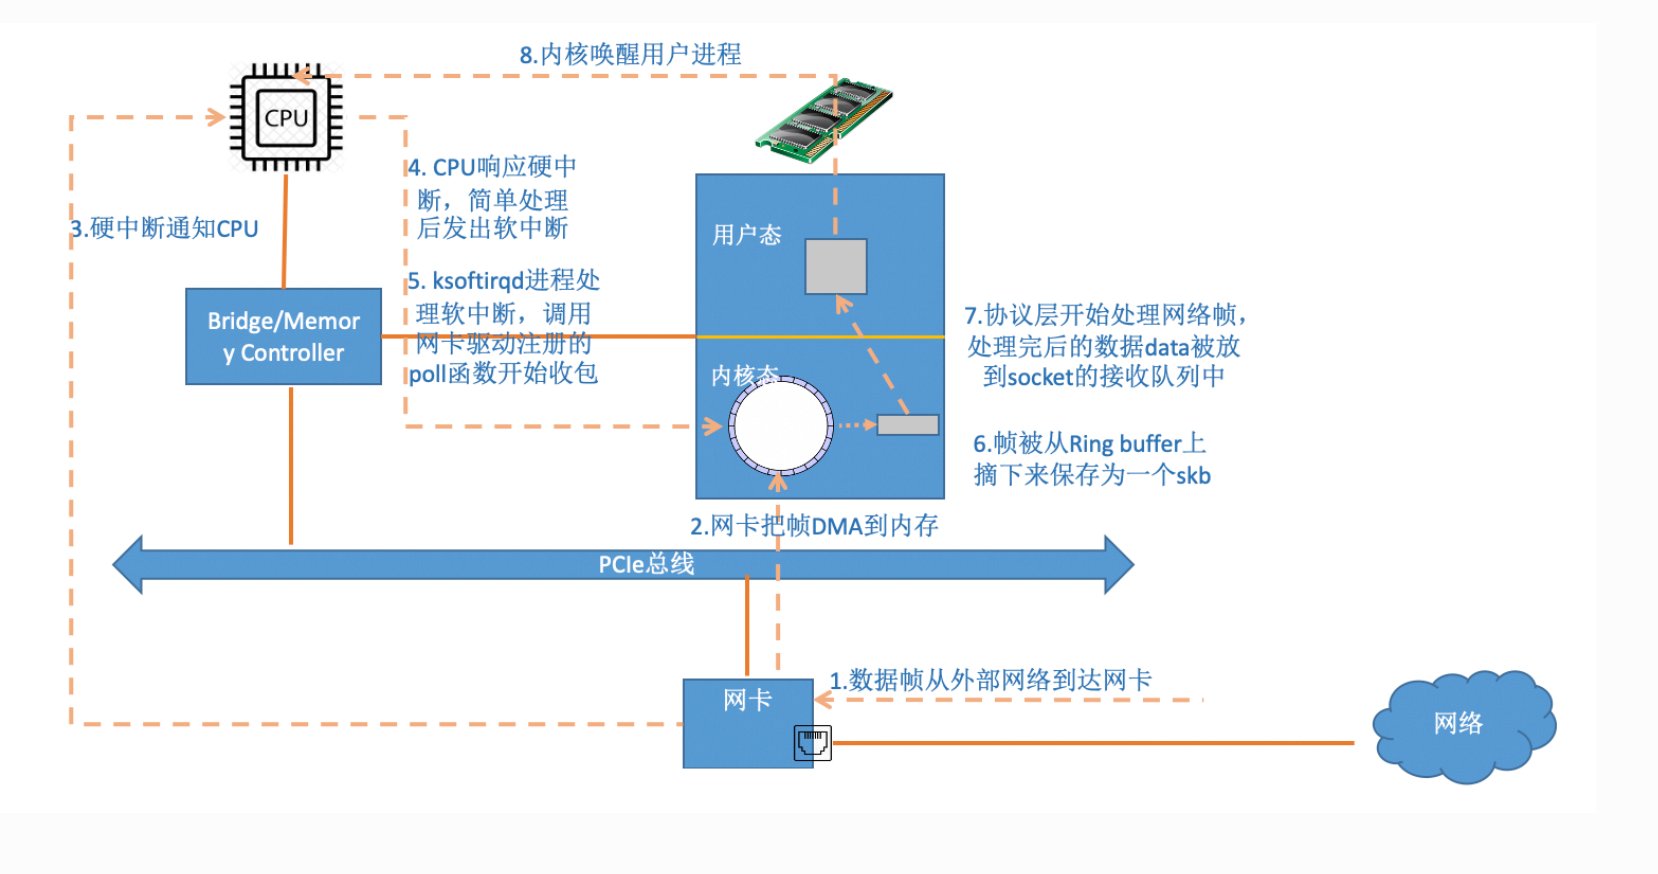 8.内核唤醒用户进程
CPU
4. CPU响应硬中
断，简单处理
后发出软中断
3.硬中断通知CPU
用户态
5. ksoftirqd进程处
理软中断，调用
网卡驱动注册的
poll函数开始收包
Bridge/Memor
y Controller
7.协议层开始处理网络帧，
处理完后的数据data被放
到socket的接收队列中
内核态
6.帧被从Ring buffer上
摘下来保存为一个skb
2.网卡把帧DMA到内存
PCIe总线
1.数据帧从外部网络到达网卡
网卡
网络